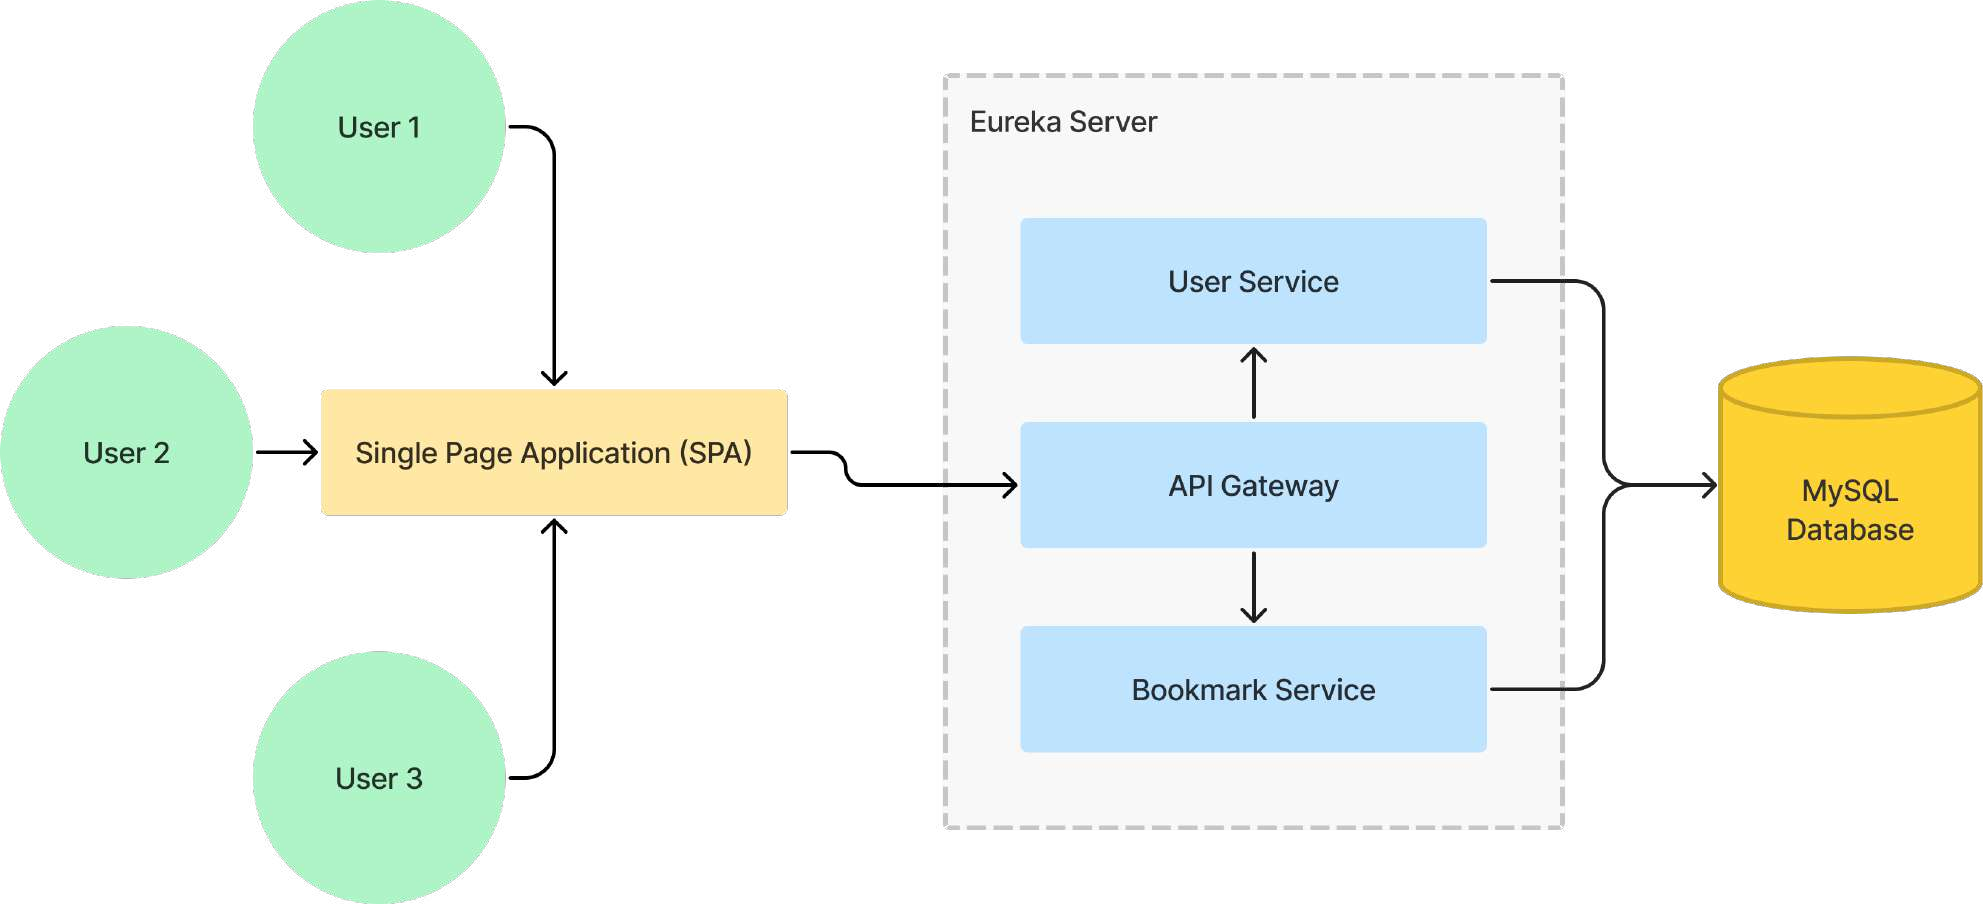 User 1
Eureka Server
User Service
User 2
Single Page Application (SPA)
API Gateway
MySQL
Database
Bookmark Service
User 3